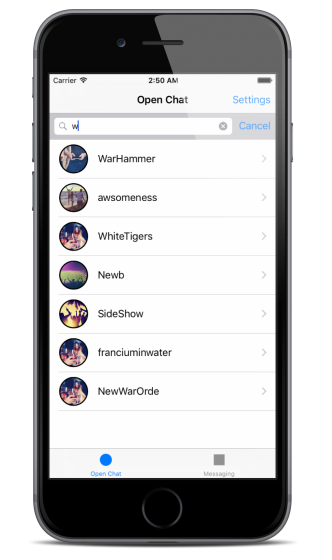 Carrier 2:50 AM
Open Chat Settings
w Cancel
WarHammer
awsomeness
WhiteTigers
Newb
SideShow
franciuminwater
NewWarOrde
Open Chat Messaging